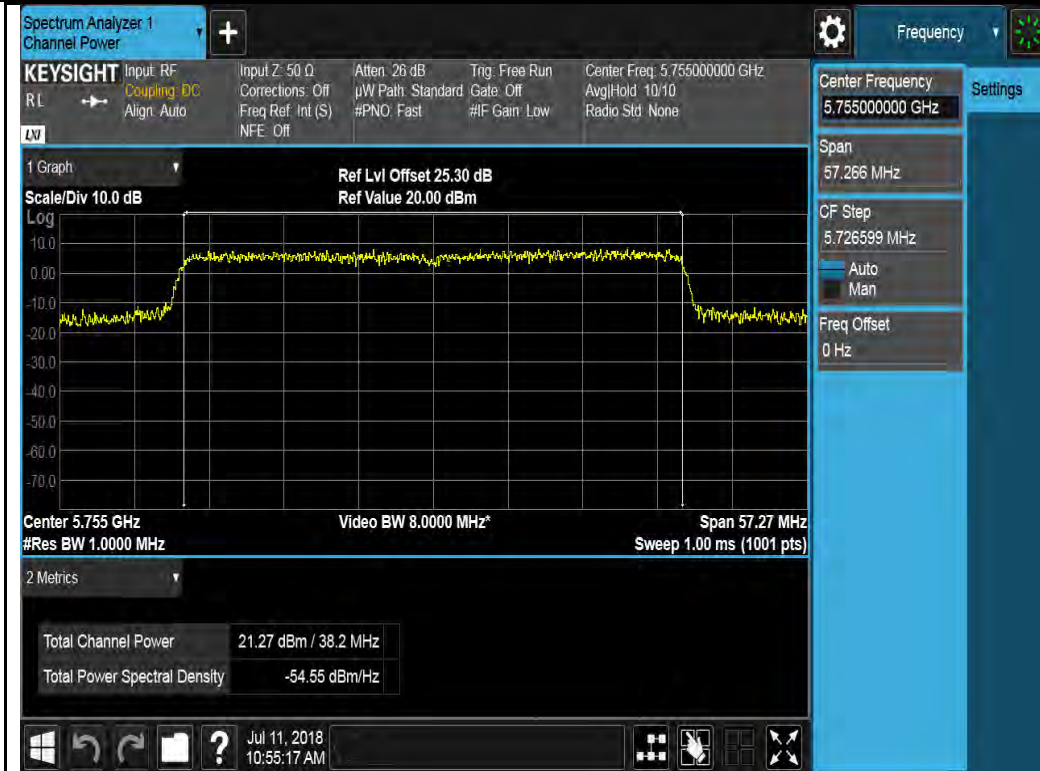 Spectrum Analyzer 1
Channel Power
+
Frequency
KEYSIGHT
RL
LXI
Input: RF
Coupling: DC
Align: Auto
Input Z: 50 Ω
Corrections: Off
Freq Ref: Int (S)
NFE: Off
Atten: 26 dB
µW Path: Standard
#PNO: Fast
Trig: Free Run
Gate: Off
#IF Gain: Low
Center Freq: 5.755000000 GHz
Avg|Hold: 10/10
Radio Std: None
Center Frequency
5.755000000 GHz
Settings
Span
57.266 MHz
CF Step
5.726599 MHz
Auto
Man
Freq Offset
0 Hz
1 Graph
Scale/Div 10.0 dB
Ref Lvl Offset 25.30 dB
Ref Value 20.00 dBm
Log
10.0
0.00
-10.0
-20.0
-30.0
-40.0
-50.0
-60.0
-70.0
Center 5.755 GHz
#Res BW 1.0000 MHz
Video BW 8.0000 MHz*
Span 57.27 MHz
Sweep 1.00 ms (1001 pts)
2 Metrics
Total Channel Power 21.27 dBm / 38.2 MHz
Total Power Spectral Density -54.55 dBm/Hz
?
Jul 11, 2018
10:55:17 AM